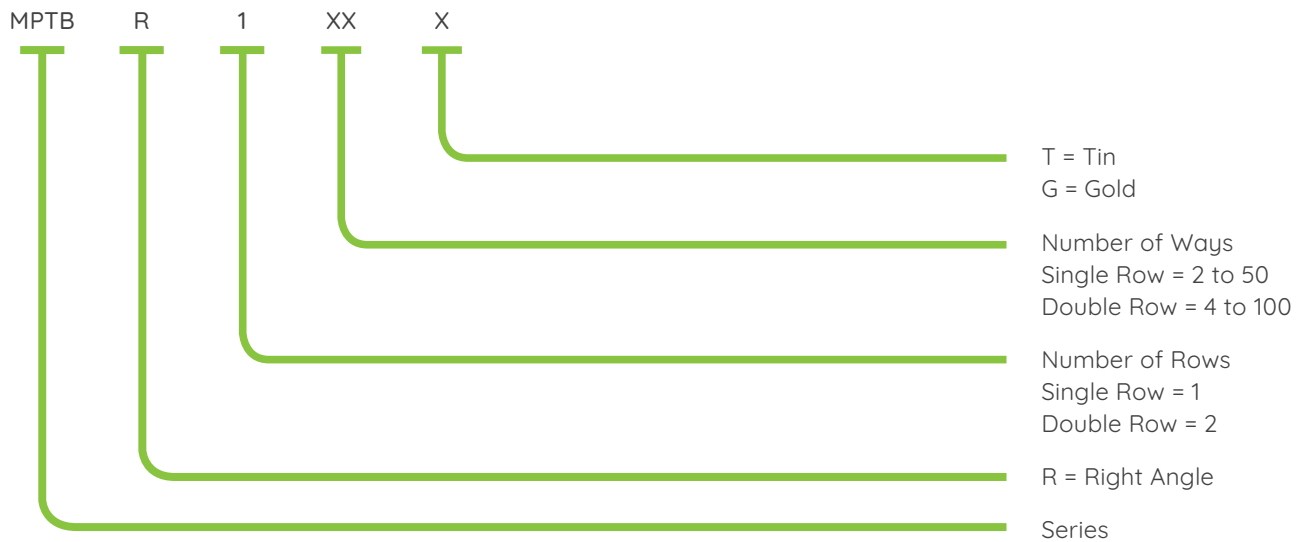 MPTB R 1 XX X
T = Tin
G = Gold
Number of Ways
Single Row = 2 to 50
Double Row = 4 to 100
Number of Rows
Single Row = 1
Double Row = 2
R = Right Angle
Series